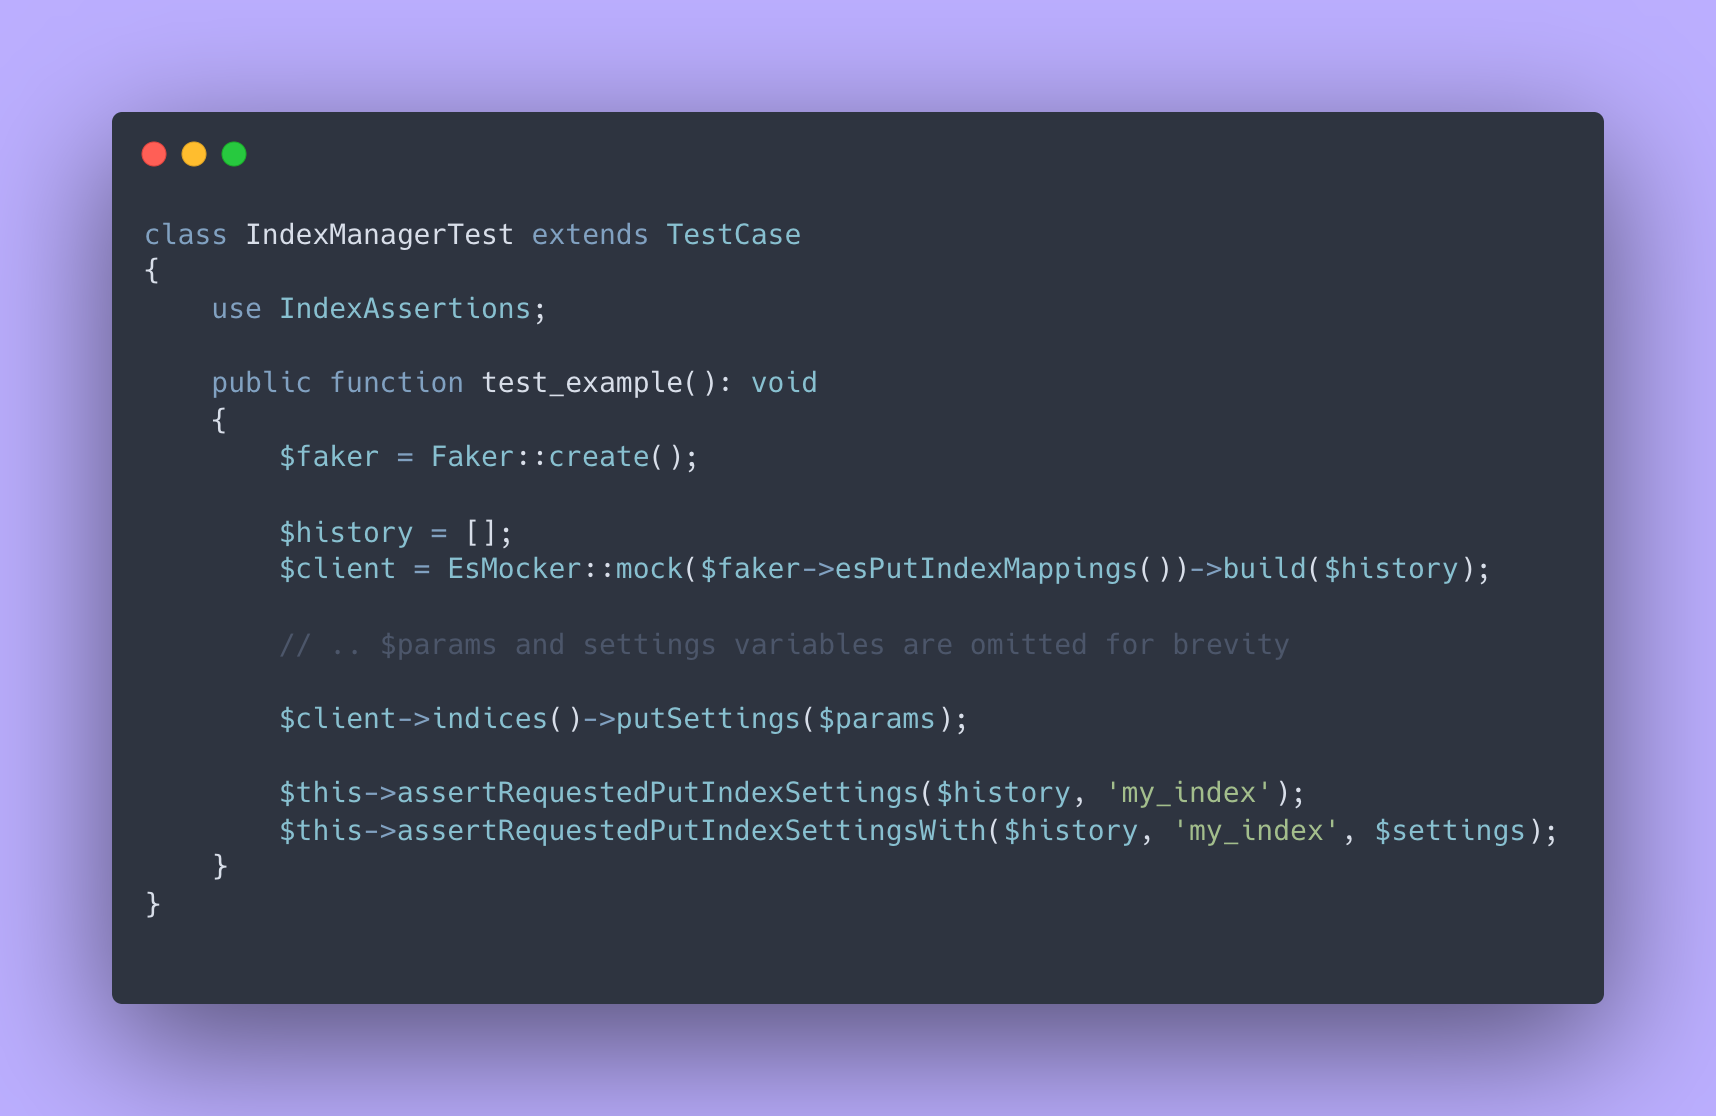 class IndexManagerTest extends TestCase
{
    use IndexAssertions;
    public function test_example(): void
    {
        $faker = Faker::create();
        $history = [];
        $client = EsMocker::mock($faker->esPutIndexMappings())->build($history);
        // .. $params and settings variables are omitted for brevity
        $client->indices()->putSettings($params);
        $this->assertRequestedPutIndexSettings($history, 'my_index');
        $this->assertRequestedPutIndexSettingsWith($history, 'my_index', $settings);
    }
}